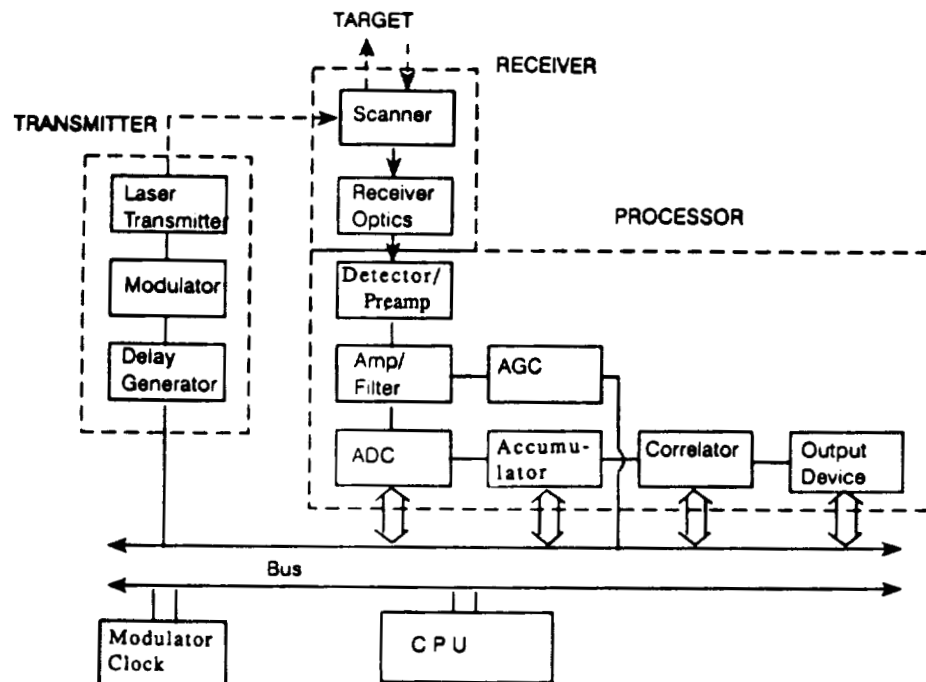 TARGET
RECEIVER
Scanner
TRANSMITTER
Laser
Transmitter
Receiver
Optics
PROCESSOR
Detector/
Preamp
Modulator
Delay
Generator
Amp/
Filter
AGC
ADC
Accumu-
lator
Correlator
Output
Device
Bus
Modulator
Clock
CPU